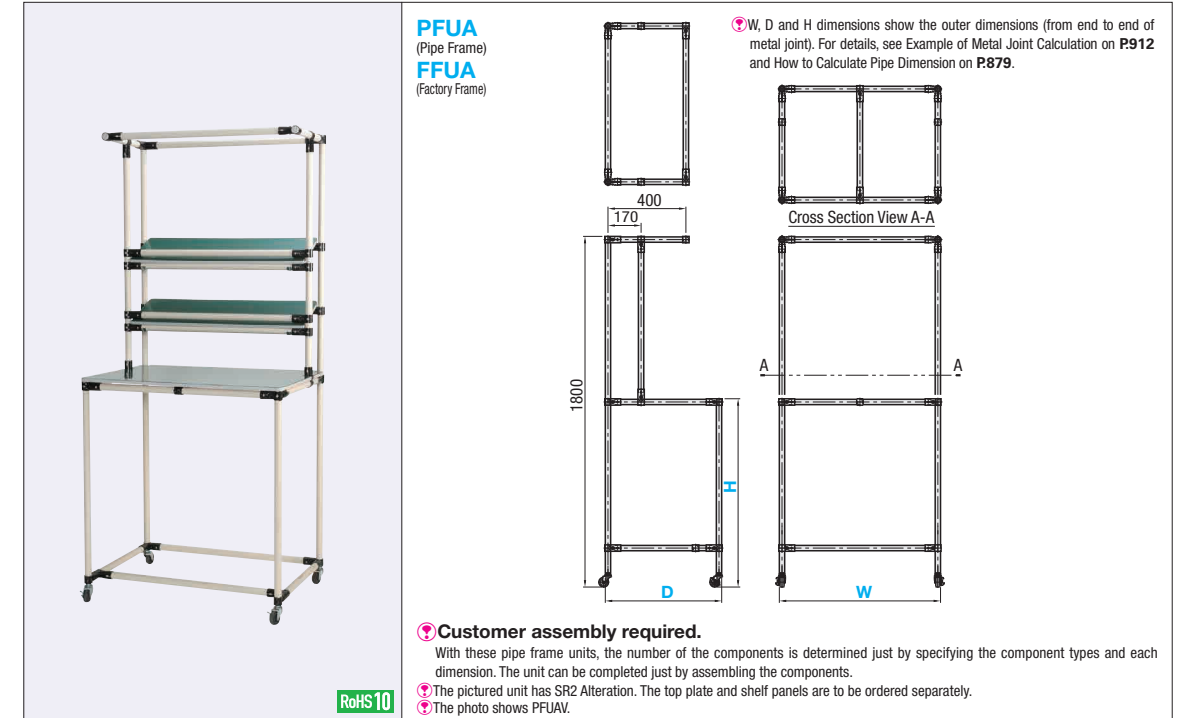 PFUA
(Pipe Frame)
FFUA
(Factory Frame)
W, D and H dimensions show the outer dimensions (from end to end of
metal joint). For details, see Example of Metal Joint Calculation on P.912
and How to Calculate Pipe Dimension on P.879.
400
170
Cross Section View A-A
1800
A
A
H
D
W
Customer assembly required.
With these pipe frame units, the number of the components is determined just by specifying the component types and each
dimension. The unit can be completed just by assembling the components.
The pictured unit has SR2 Alteration. The top plate and shelf panels are to be ordered separately.
The photo shows PFUAV.
RoHS10